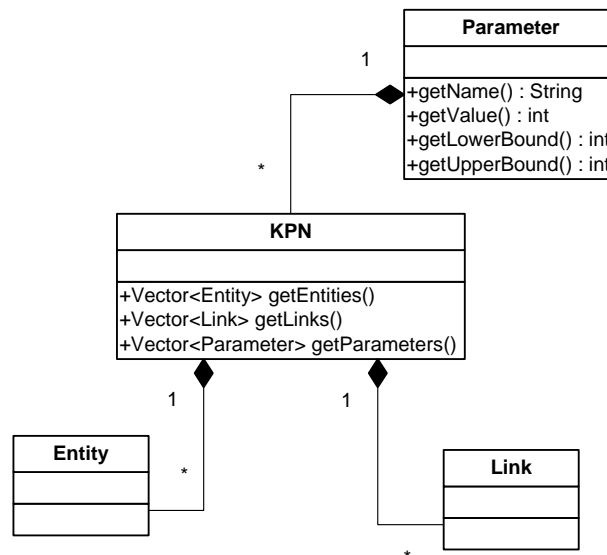 Parameter
1
+getName() : String
+getValue() : int
+getLowerBound() : int
+getUpperBound() : int
*
KPN
+Vector<Entity> getEntities()
+Vector<Link> getLinks()
+Vector<Parameter> getParameters()
1
1
Entity
*
Link
*